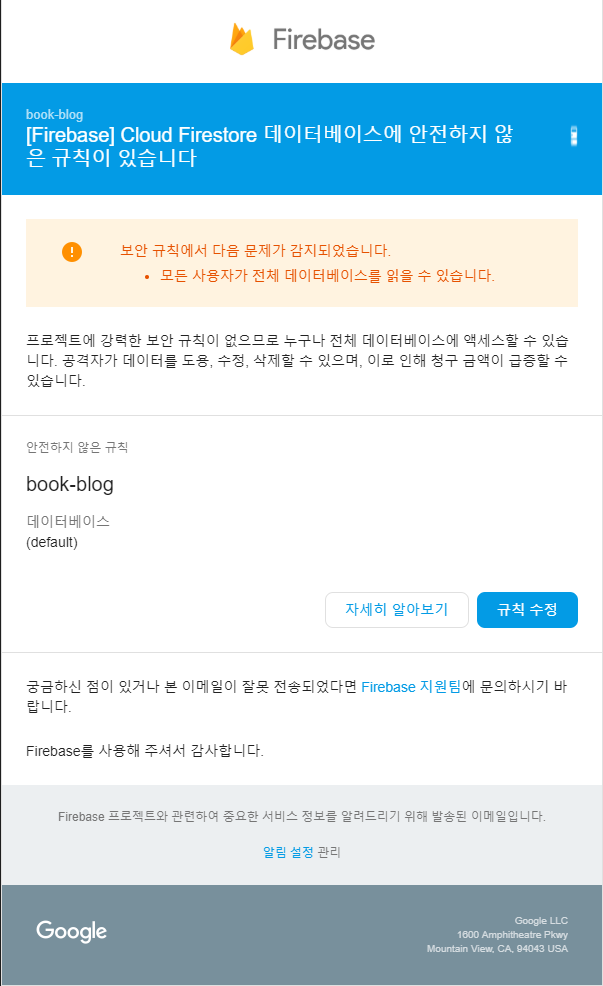 Firebase
book-blog
[Firebase] Cloud Firestore 데이터베이스에 안전하지 않
은 규칙이 있습니다
보안 규칙에서 다음 문제가 감지되었습니다.
• 모든 사용자가 전체 데이터베이스를 읽을 수 있습니다.
프로젝트에 강력한 보안 규칙이 없으므로 누구나 전체 데이터베이스에 액세스할 수 있습
니다. 공격자가 데이터를 도용, 수정, 삭제할 수 있으며, 이로 인해 청구 금액이 급증할 수
있습니다.
안전하지 않은 규칙
book-blog
데이터베이스
(default)
자세히 알아보기
규칙 수정
궁금하신 점이 있거나 본 이메일이 잘못 전송되었다면 Firebase 지원팀에 문의하시기 바
랍니다.
Firebase를 사용해 주셔서 감사합니다.
Firebase 프로젝트와 관련하여 중요한 서비스 정보를 알려드리기 위해 발송된 이메일입니다.
알림 설정 관리
Google
Google LLC
1600 Amphitheatre Pkwy
Mountain View, CA, 94043 USA